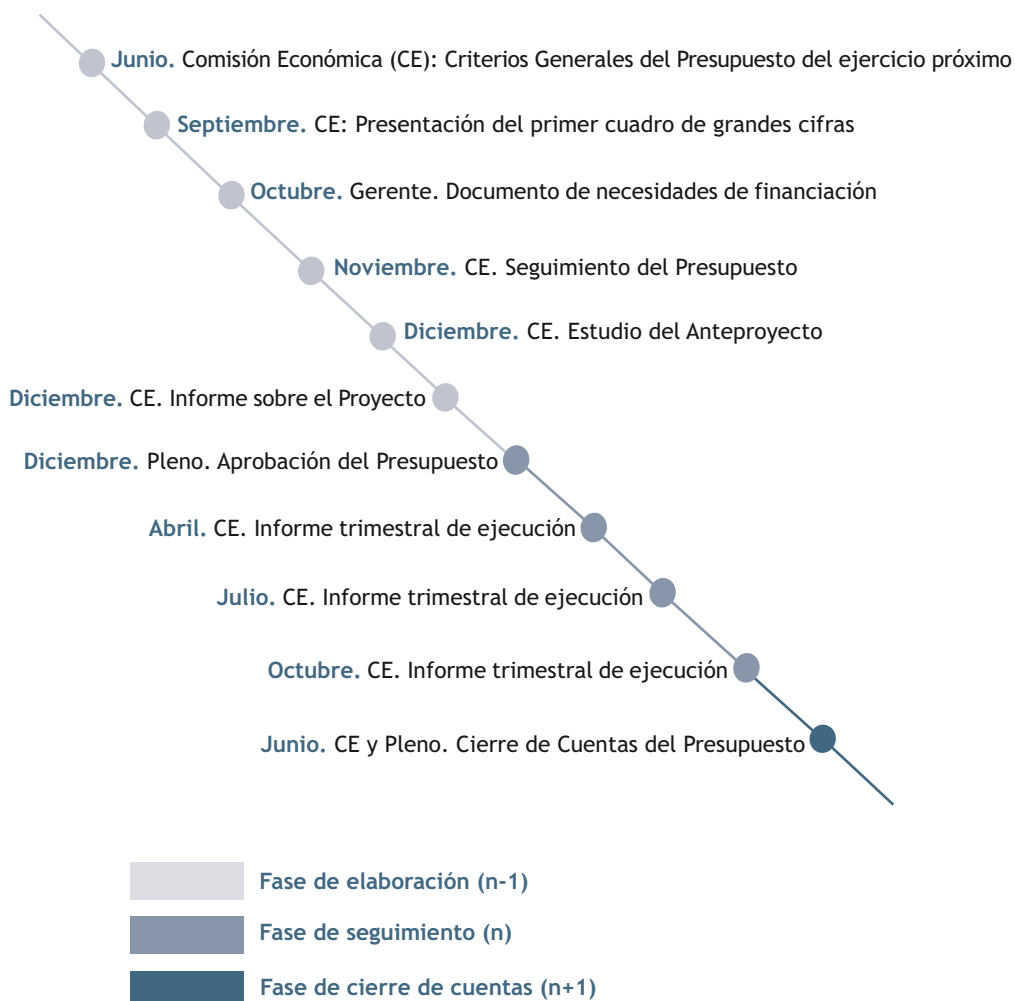 Junio. Comisión Económica (CE): Criterios Generales del Presupuesto del ejercicio próximo
Septiembre. CE: Presentación del primer cuadro de grandes cifras
Octubre. Gerente. Documento de necesidades de financiación
Noviembre. CE. Seguimiento del Presupuesto
Diciembre. CE. Estudio del Anteproyecto
Diciembre. CE. Informe sobre el Proyecto
Diciembre. Pleno. Aprobación del Presupuesto
Abril. CE. Informe trimestral de ejecución
Julio. CE. Informe trimestral de ejecución
Octubre. CE. Informe trimestral de ejecución
Junio. CE y Pleno. Cierre de Cuentas del Presupuesto
Fase de elaboración (n-1)
Fase de seguimiento (n)
Fase de cierre de cuentas (n+1)